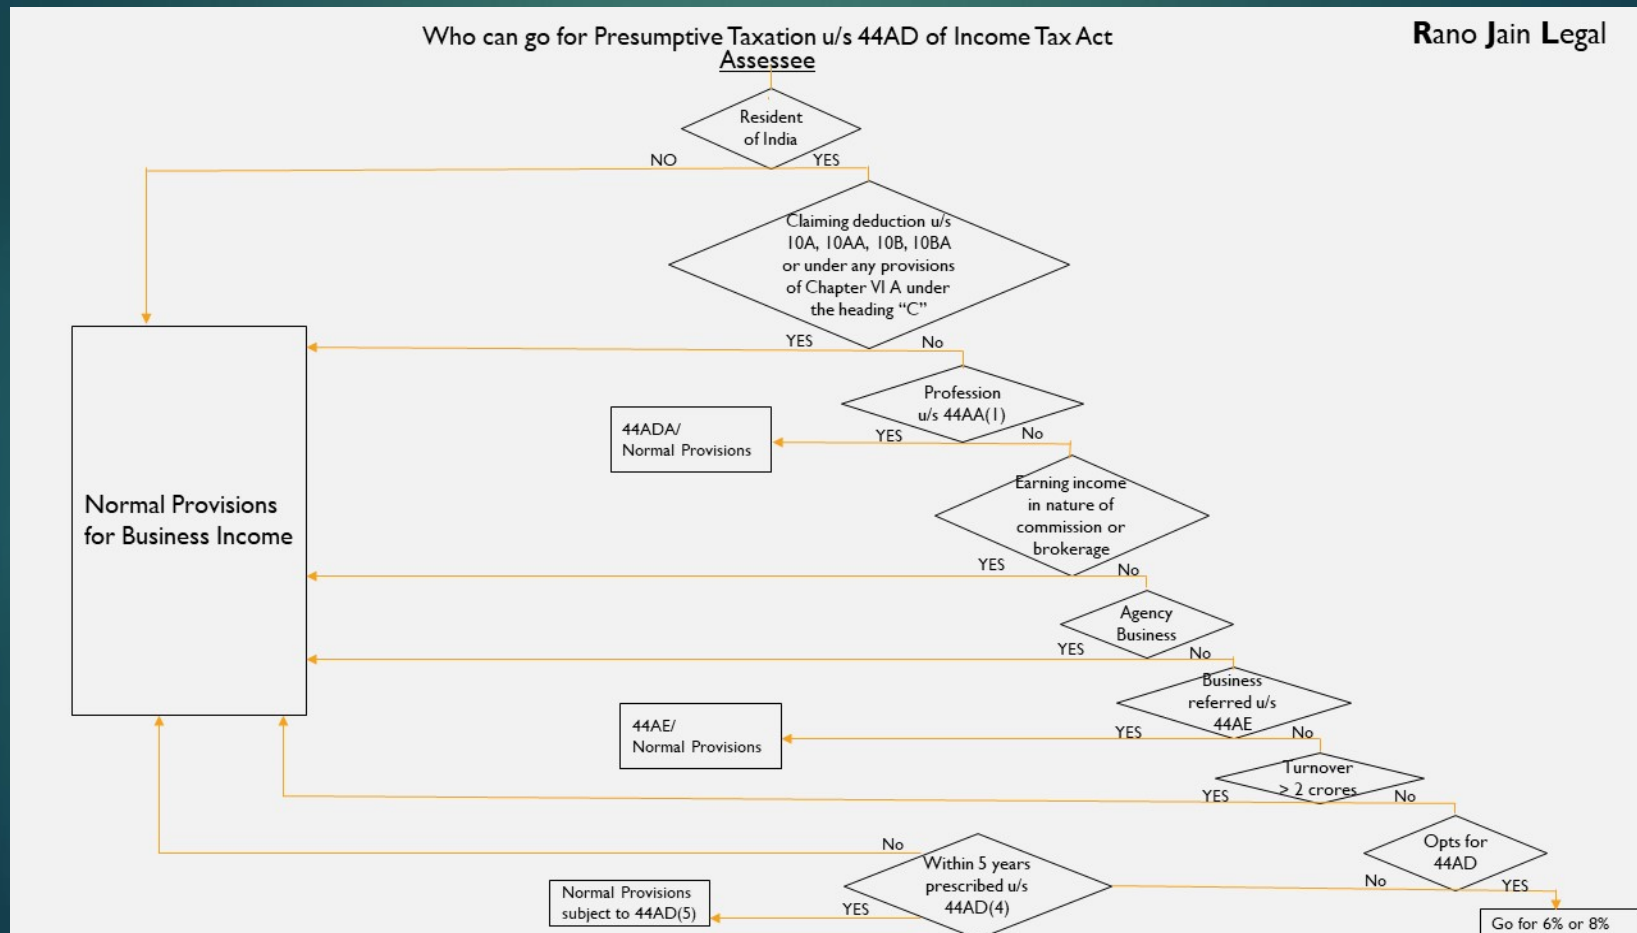 Who can go for Presumptive Taxation u/s 44AD of Income Tax Act
Rano Jain Legal
Assessee
Resident
of India
NO
YES
Claiming deduction u/s
10A, 10AA, 10B, 10BA
or under any provisions
of Chapter VI A under
the heading “C”
YES
No
Profession
u/s 44AA(1)
YES
No
44ADA/
Normal Provisions
Earning income
in nature of
commission or
brokerage
YES
No
Normal Provisions
for Business Income
Agency
Business
YES
No
Business
referred u/s
44AE
YES
No
44AE/
Normal Provisions
Turnover
> 2 crores
YES
No
Opts for
44AD
No
YES
Within 5 years
prescribed u/s
44AD(4)
No
YES
Normal Provisions
subject to 44AD(5)
Go for 6% or 8%